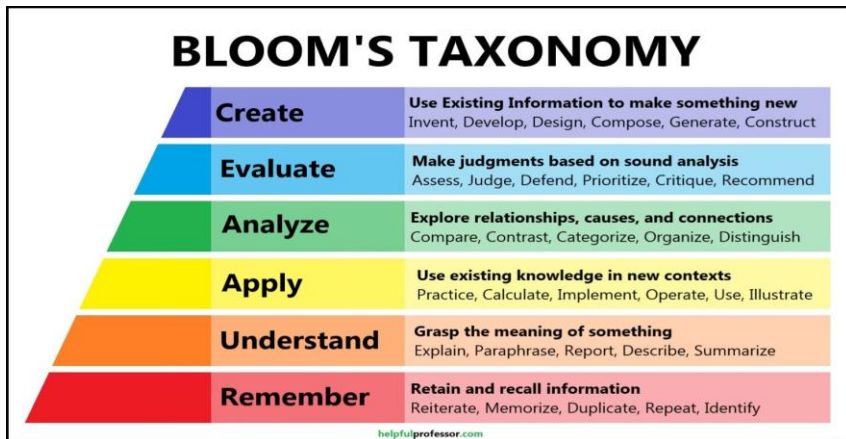 BLOOM'S TAXONOMY
Create
Use Existing Information to make something new
Invent, Develop, Design, Compose, Generate, Construct
Evaluate
Make judgments based on sound analysis
Assess, Judge, Defend, Prioritize, Critique, Recommend
Analyze
Explore relationships, causes, and connections
Compare, Contrast, Categorize, Organize, Distinguish
Apply
Use existing knowledge in new contexts
Practice, Calculate, Implement, Operate, Use, Illustrate
Understand
Grasp the meaning of something
Explain, Paraphrase, Report, Describe, Summarize
Remember
Retain and recall information
Reiterate, Memorize, Duplicate, Repeat, Identify
helpfulprofessor.com